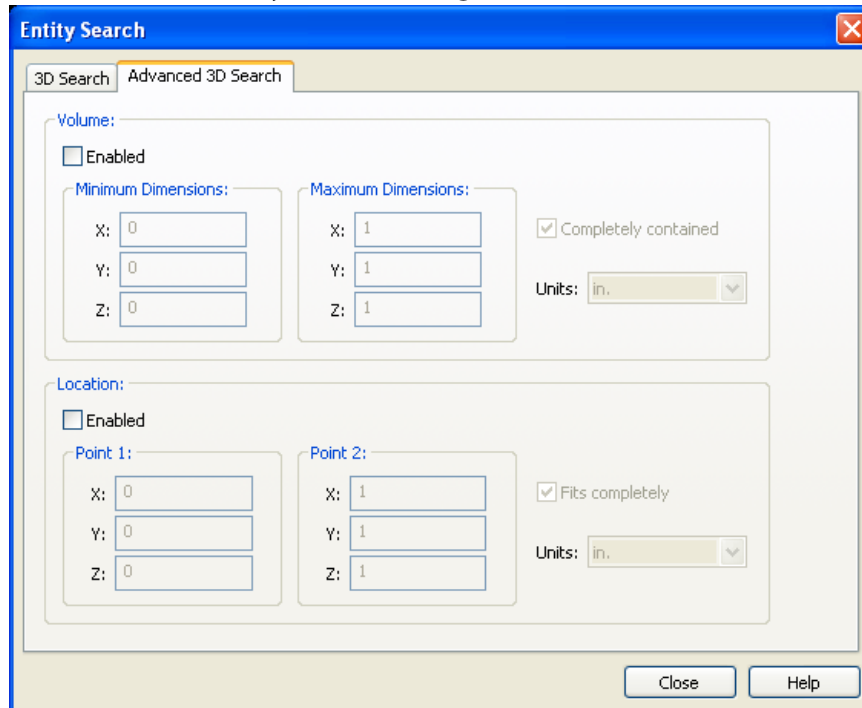 Entity Search
3D Search Advanced 3D Search
Volume:
Enabled
Minimum Dimensions: Maximum Dimensions:
X: 0 X: 1 Completely contained
Y: 0 Y: 1
Units: in.
Z: 0 Z: 1
Location:
Enabled
Point 1: Point 2:
X: 0 X: 1 Fits completely
Y: 0 Y: 1
Units: in.
Z: 0 Z: 1
Close Help